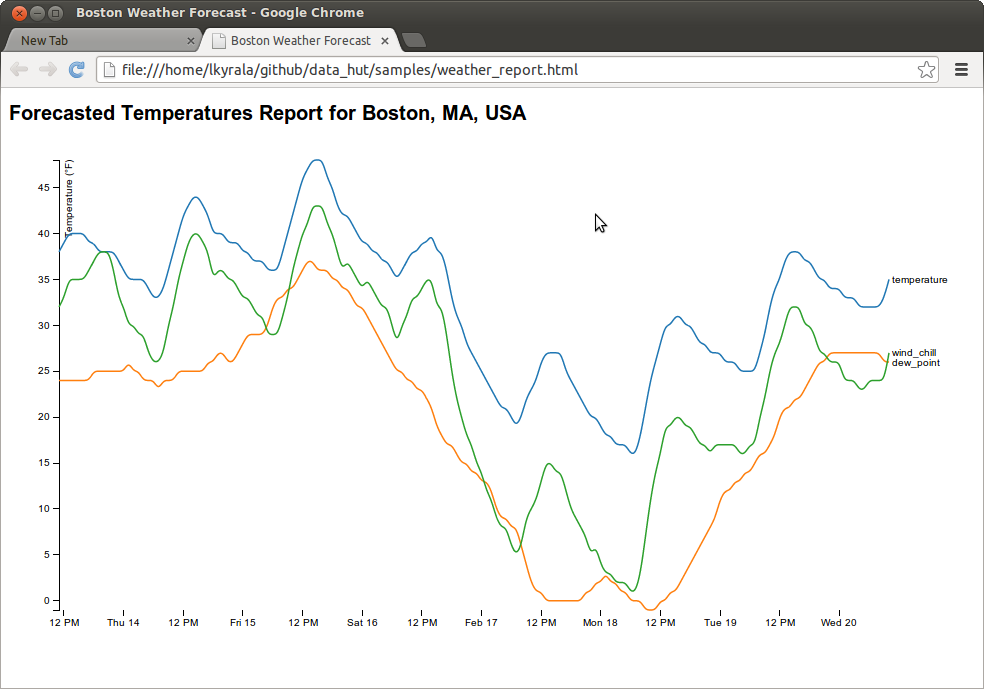 Boston Weather Forecast - Google Chrome
New Tab
Boston Weather Forecast
file:///home/lkyrala/github/data_hut/samples/weather_report.html
Forecasted Temperatures Report for Boston, MA, USA
Temperature (°F)
45
40
35
30
25
20
15
10
5
0
temperature
wind_chill
dew_point
12 PM Thu 14 12 PM Fri 15 12 PM Sat 16 12 PM Feb 17 12 PM Mon 18 12 PM Tue 19 12 PM Wed 20